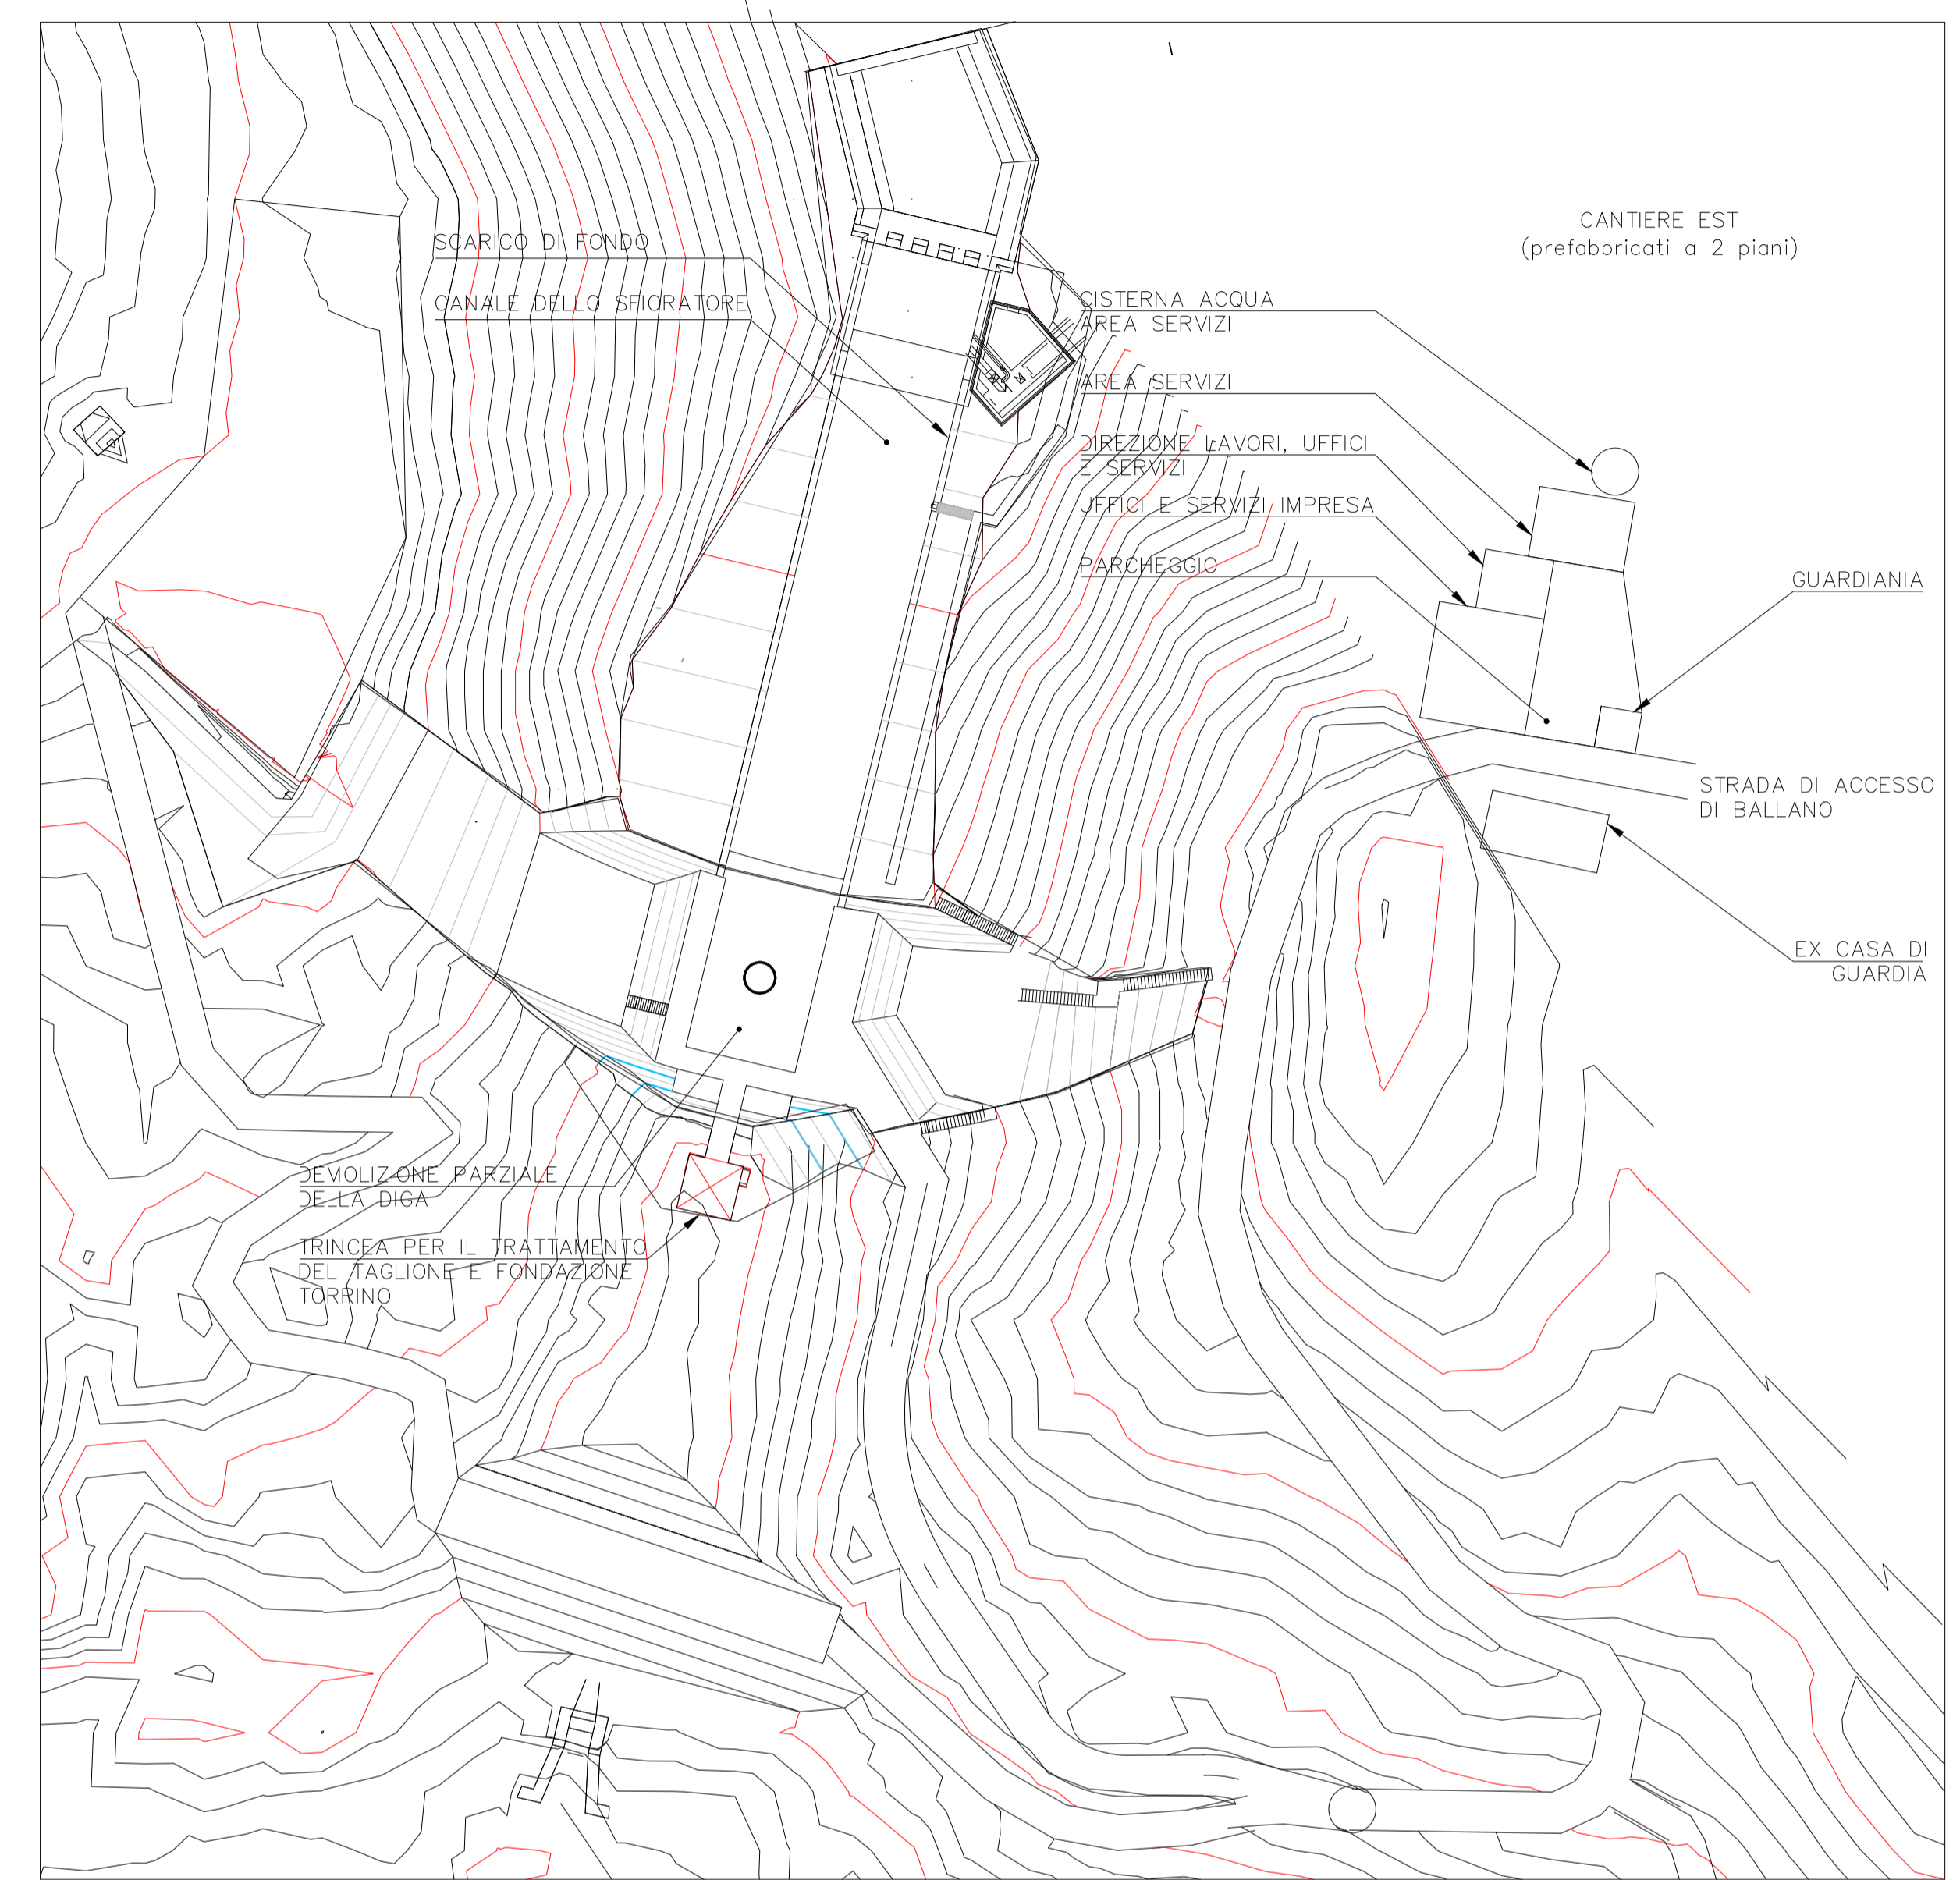 CANTIERE EST
(prefabbricati a 2 piani)
SCARICO DI FONDO
CANALE DELLO SFIORATORE
CISTERNA ACQUA
AREA SERVIZI
AREA SERVIZI
DIREZIONE LAVORI, UFFICI
E SERVIZI
UFFICI E SERVIZI IMPRESA
PARCHEGGIO
GUARDIANIA
STRADA DI ACCESSO
DI BALLANO
EX CASA DI
GUARDIA
DEMOLIZIONE PARZIALE
DELLA DIGA
TRINCEA PER IL TRATTAMENTO
DEL TAGLIONE E FONDAZIONE
TORRINO